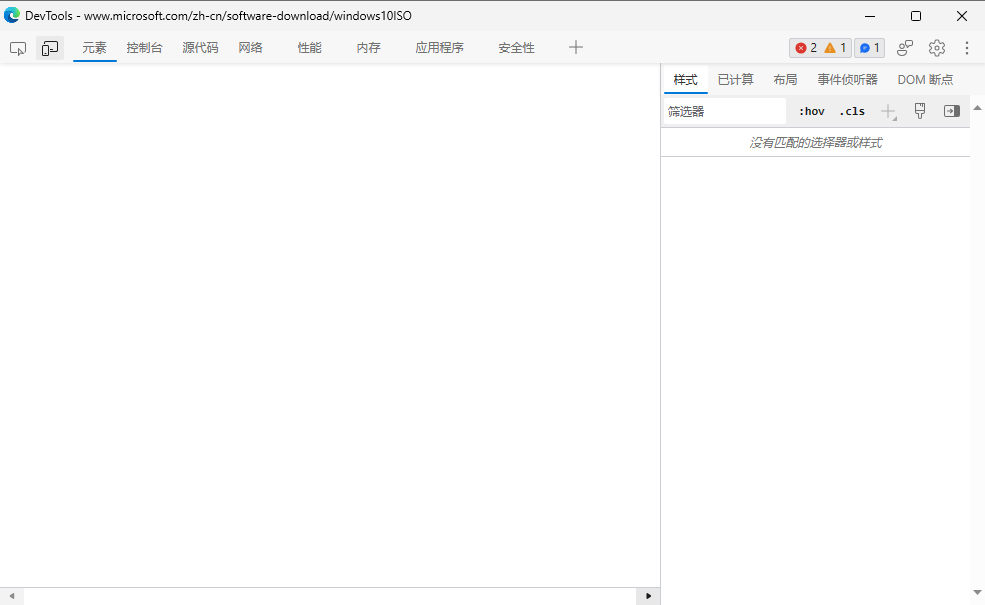 DevTools - www.microsoft.com/zh-cn/software-download/windows10ISO
元素 控制台 源代码 网络 性能 内存 应用程序 安全性 2 1 1
样式 已计算 布局 事件侦听器 DOM 断点
筛选器 :hov .cls
没有匹配的选择器或样式